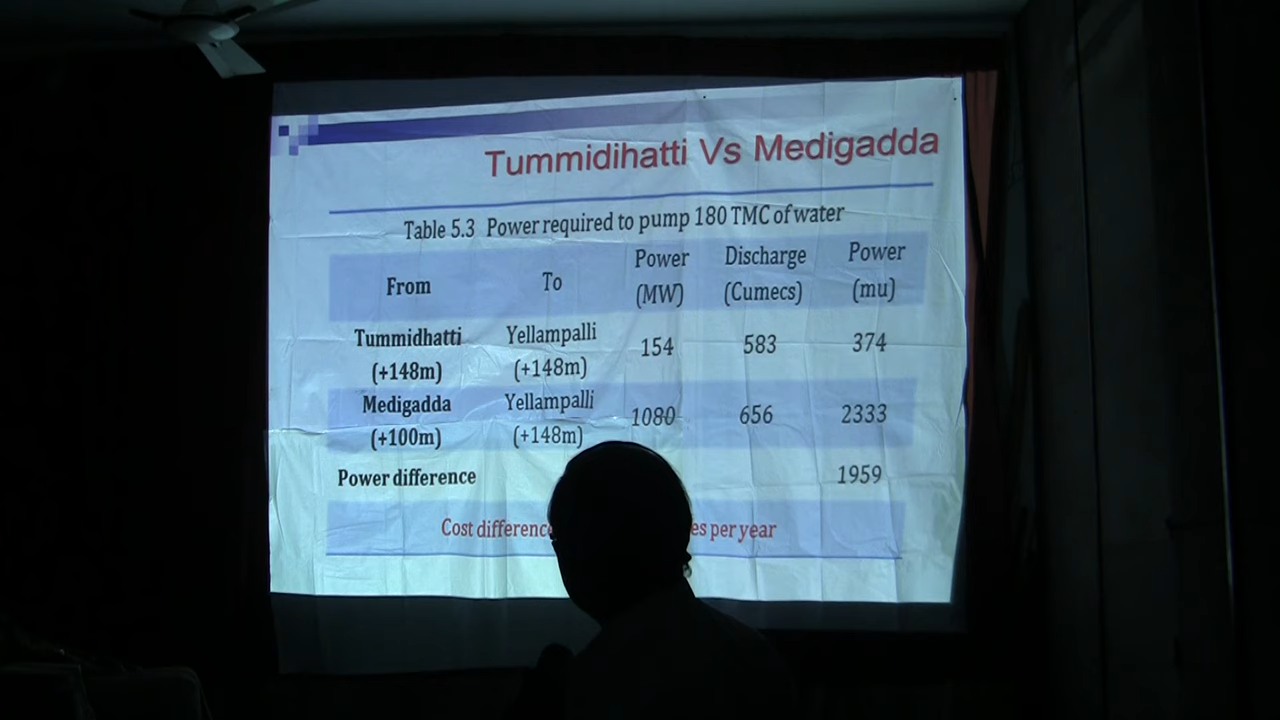 Tummidihatti Vs Medigadda
Table 5.3 Power required to pump 180 TMC of water
From To Power (MW) Discharge (Cumecs) Power (mu)
Tummidhatti (+148m) Yellampalli (+148m) 154 583 374
Medigadda (+100m) Yellampalli (+148m) 1080 656 2333
Power difference 1959
Cost difference per year